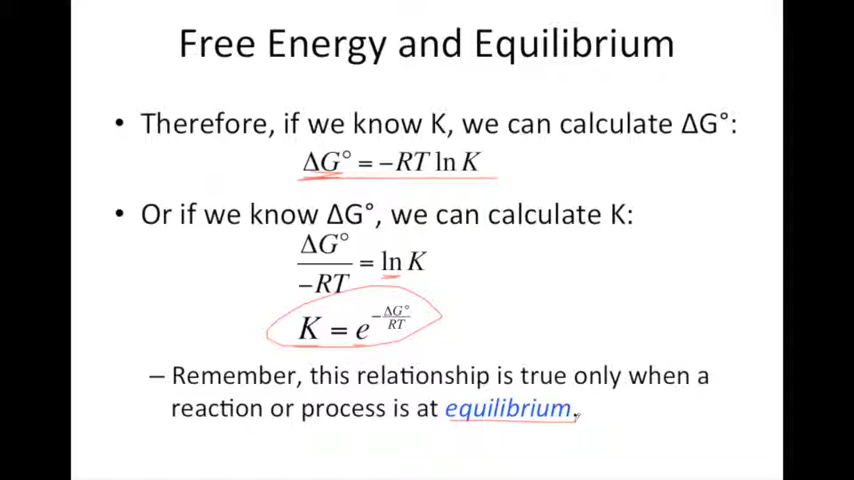 Free Energy and Equilibrium
• Therefore, if we know K, we can calculate ΔG°:
ΔG° = −RT ln K
• Or if we know ΔG°, we can calculate K:
ΔG°/−RT = ln K
K = e^(−ΔG°/RT)
– Remember, this relationship is true only when a
reaction or process is at equilibrium.